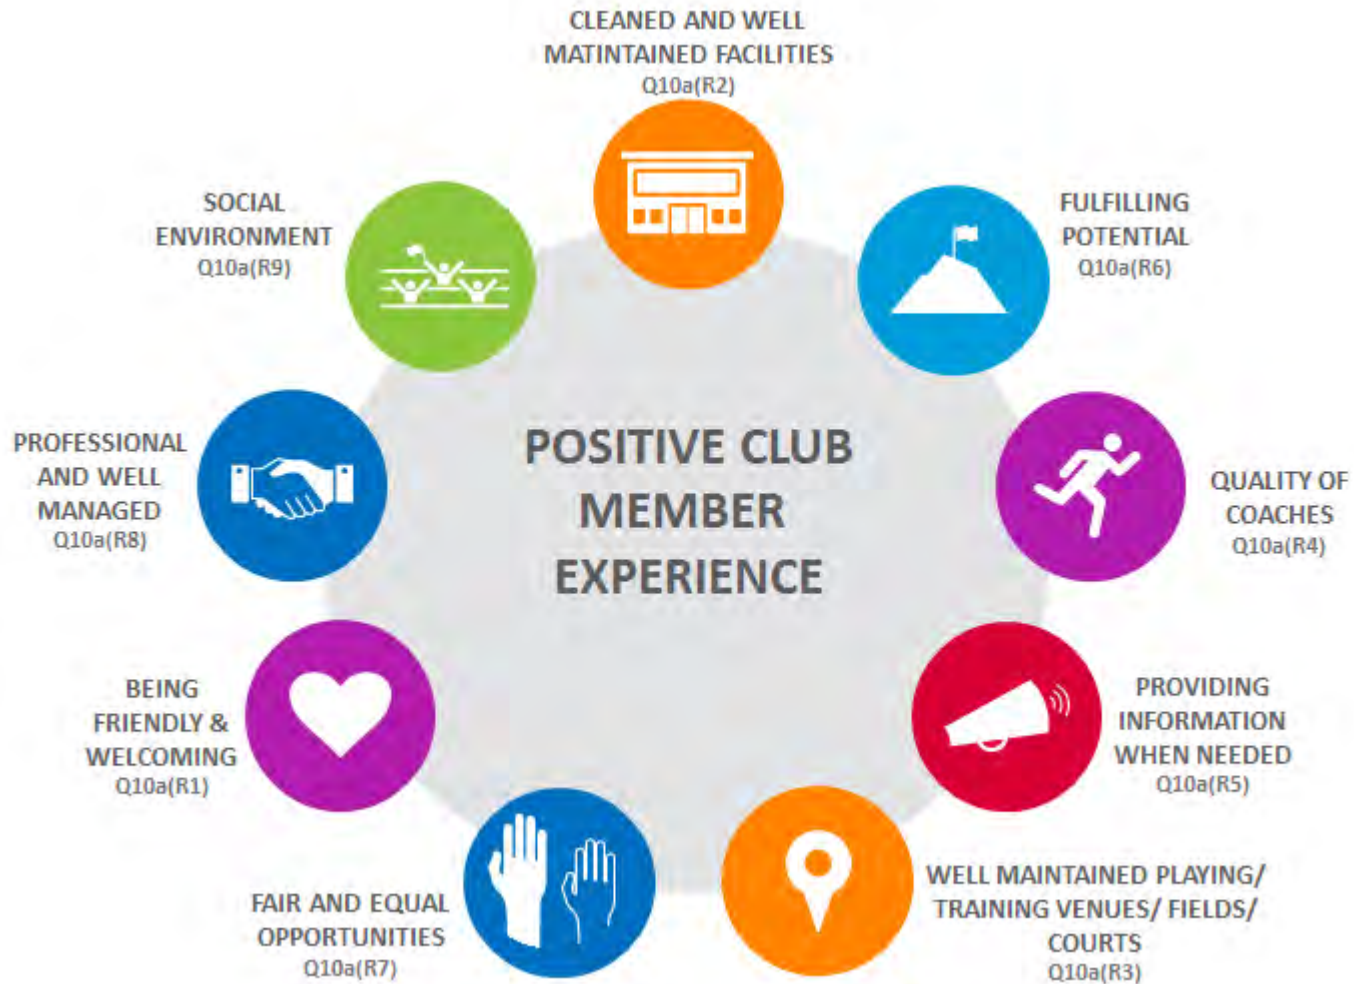 CLEANED AND WELL
MATINTAINED FACILITIES
Q10a(R2)
FULFILLING
POTENTIAL
Q10a(R6)
QUALITY OF
COACHES
Q10a(R4)
PROVIDING
INFORMATION
WHEN NEEDED
Q10a(R5)
WELL MAINTAINED PLAYING/
TRAINING VENUES/ FIELDS/
COURTS
Q10a(R3)
FAIR AND EQUAL
OPPORTUNITIES
Q10a(R7)
BEING
FRIENDLY &
WELCOMING
Q10a(R1)
PROFESSIONAL
AND WELL
MANAGED
Q10a(R8)
SOCIAL
ENVIRONMENT
Q10a(R9)
POSITIVE CLUB
MEMBER
EXPERIENCE